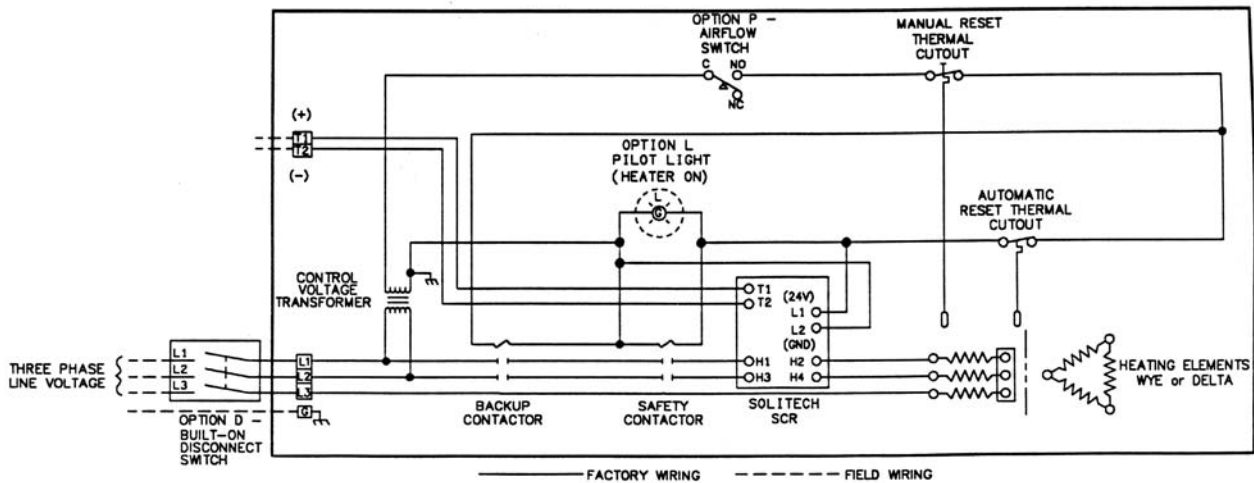 OPTION P –
AIRFLOW
SWITCH
C NO
NC
MANUAL RESET
THERMAL
CUTOUT
(+)
T1
T2
(-)
OPTION L
PILOT LIGHT
(HEATER ON)
L
G
AUTOMATIC
RESET THERMAL
CUTOUT
CONTROL
VOLTAGE
TRANSFORMER
T1
T2
(24V)
L1
L2
(GND)
H1 H2
H3 H4
SOLITECH
SCR
THREE PHASE
LINE VOLTAGE
L1
L2
L3
L1
L2
L3
G
OPTION D –
BUILT-ON
DISCONNECT
SWITCH
BACKUP
CONTACTOR
SAFETY
CONTACTOR
HEATING ELEMENTS
WYE or DELTA
FACTORY WIRING
FIELD WIRING